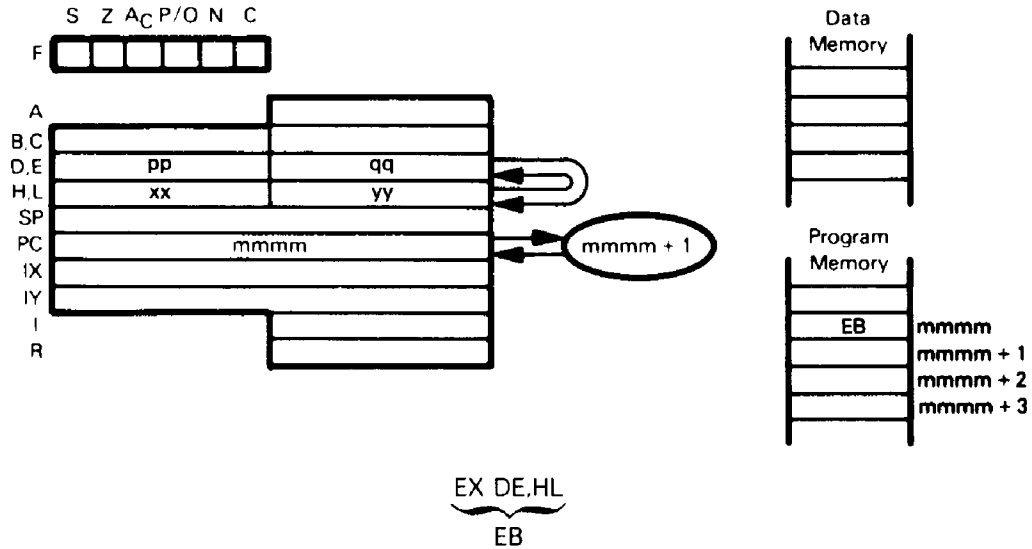 S Z AC P/O N C
F
A
B,C
D,E pp qq
H,L xx yy
SP
PC mmmm mmmm + 1
IX
IY
I
R
Data
Memory
Program
Memory
EB mmmm
mmmm + 1
mmmm + 2
mmmm + 3
EX DE,HL
EB